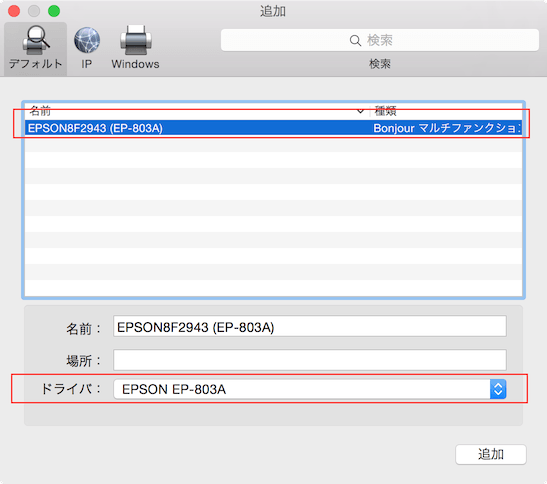 追加
デフォルト IP Windows
検索
検索
名前 種類
EPSON8F2943 (EP-803A) Bonjour マルチファンクショ
名前： EPSON8F2943 (EP-803A)
場所：
ドライバ： EPSON EP-803A
追加